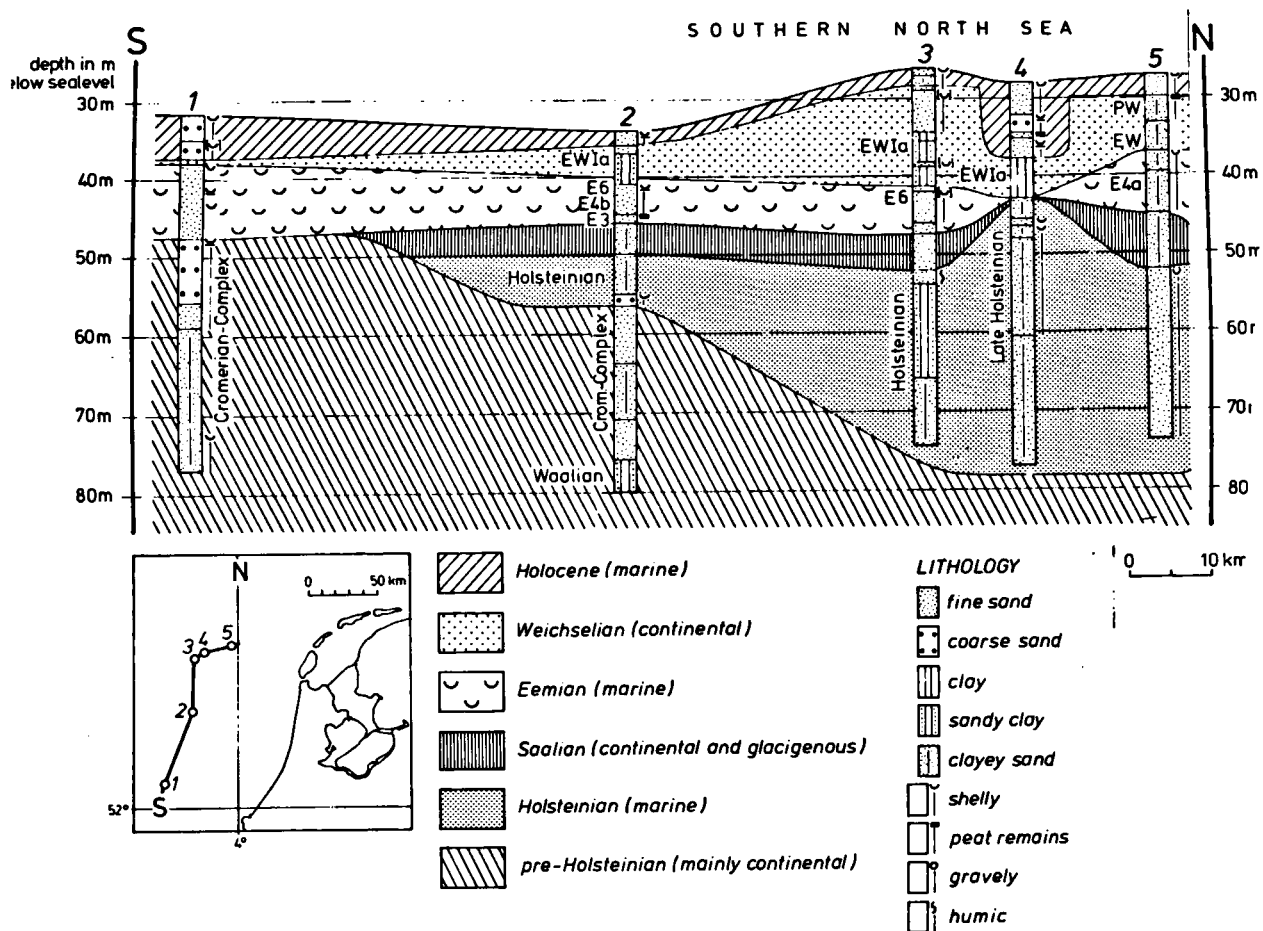 SOUTHERN NORTH SEA
S
N
depth in m
low sealevel
1
2
3
4
5
30m
40m
50m
60m
70m
80m
30m
40m
50m
60
70
80
EWIa
E6
E4b
E3
Holsteinian
Crom-Complex
Waalian
Cromerian-Complex
EWIa
E6
Holsteinian
EWIa
Late Holsteinian
PW
EW
E4a
N
0 50 km
3 4 5
2
1
S
52°
4°
Holocene (marine)
Weichselian (continental)
Eemian (marine)
Saalian (continental and glacigenous)
Holsteinian (marine)
pre-Holsteinian (mainly continental)
0 10 km
LITHOLOGY
fine sand
coarse sand
clay
sandy clay
clayey sand
shelly
peat remains
gravely
humic